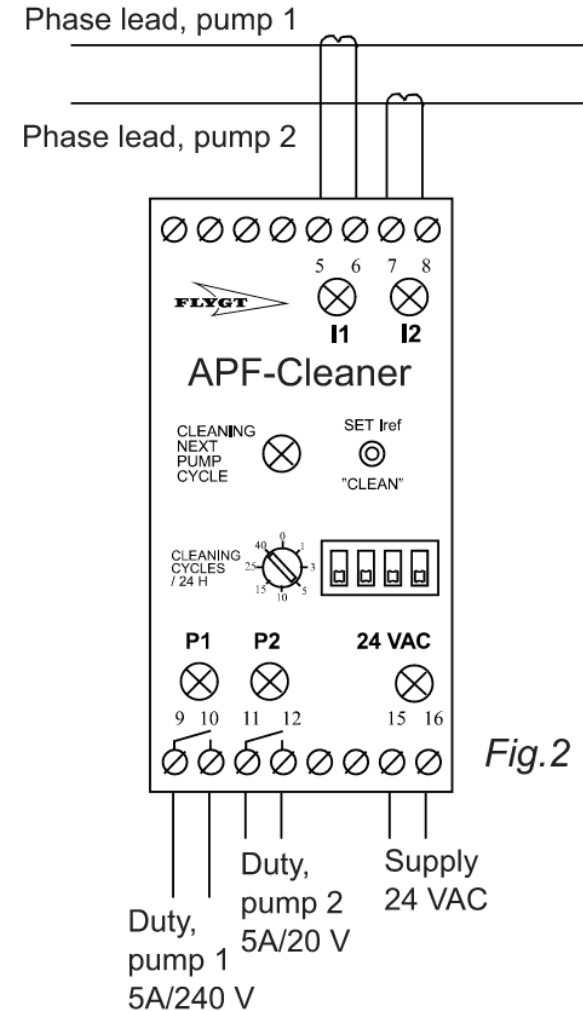 Phase lead, pump 1
Phase lead, pump 2
5 6 7 8
FLYGT
I1 I2
APF-Cleaner
CLEANING
NEXT
PUMP
CYCLE
SET Iref
"CLEAN"
CLEANING
CYCLES
/ 24 H
0
1
3
5
10
15
25
40
P1 P2 24 VAC
9 10 11 12 15 16
Fig.2
Duty,
pump 1
5A/240 V
Duty,
pump 2
5A/20 V
Supply
24 VAC